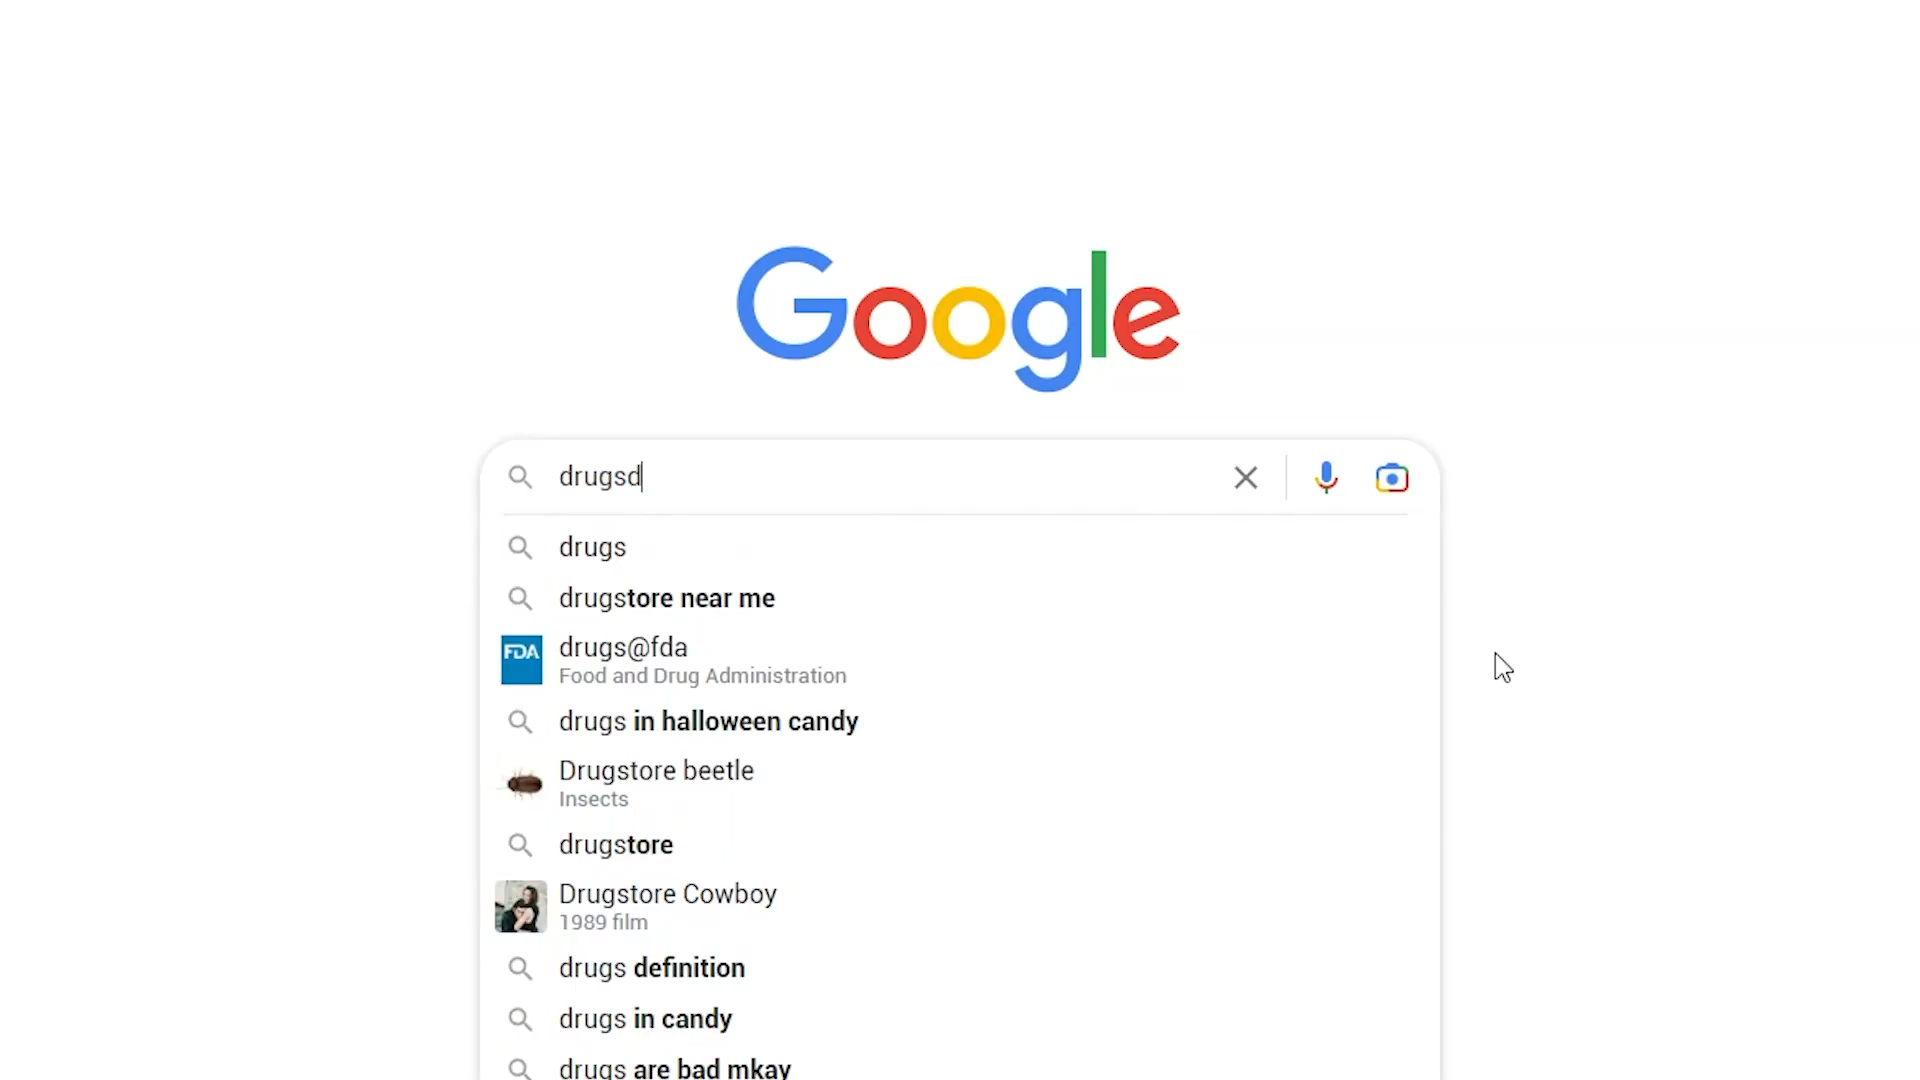 Google
drugsd
drugs
drugstore near me
FDA
drugs@fda
Food and Drug Administration
drugs in halloween candy
Drugstore beetle
Insects
drugstore
Drugstore Cowboy
1989 film
drugs definition
drugs in candy
drugs are bad mkay